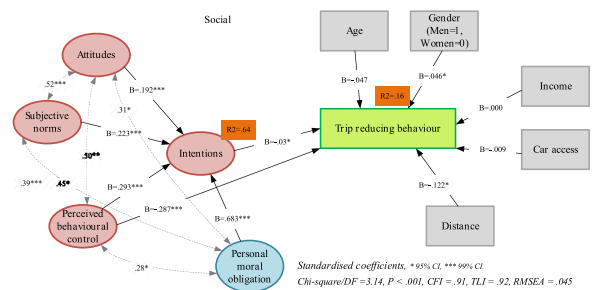 Social
Attitudes
Age
Gender
(Men=1,
Women=0)
Income
Car access
Distance
Subjective
norms
Perceived
behavioural
control
Intentions
Personal
moral
obligation
Trip reducing behaviour
R2=.64
R2=.16
.52***
B=.192***
.31*
B=.223***
.50**
.39***
.45*
B=.293***
B=-.287***
B=.683***
.28*
B=-.03*
B=-.047
B=.046*
B=.000
B=-.009
B=-.122*
Standardised coefficients, * 95% CI, *** 99% CI.
Chi-square/DF =3.14, P < .001, CFI = .91, TLI = .92, RMSEA = .045